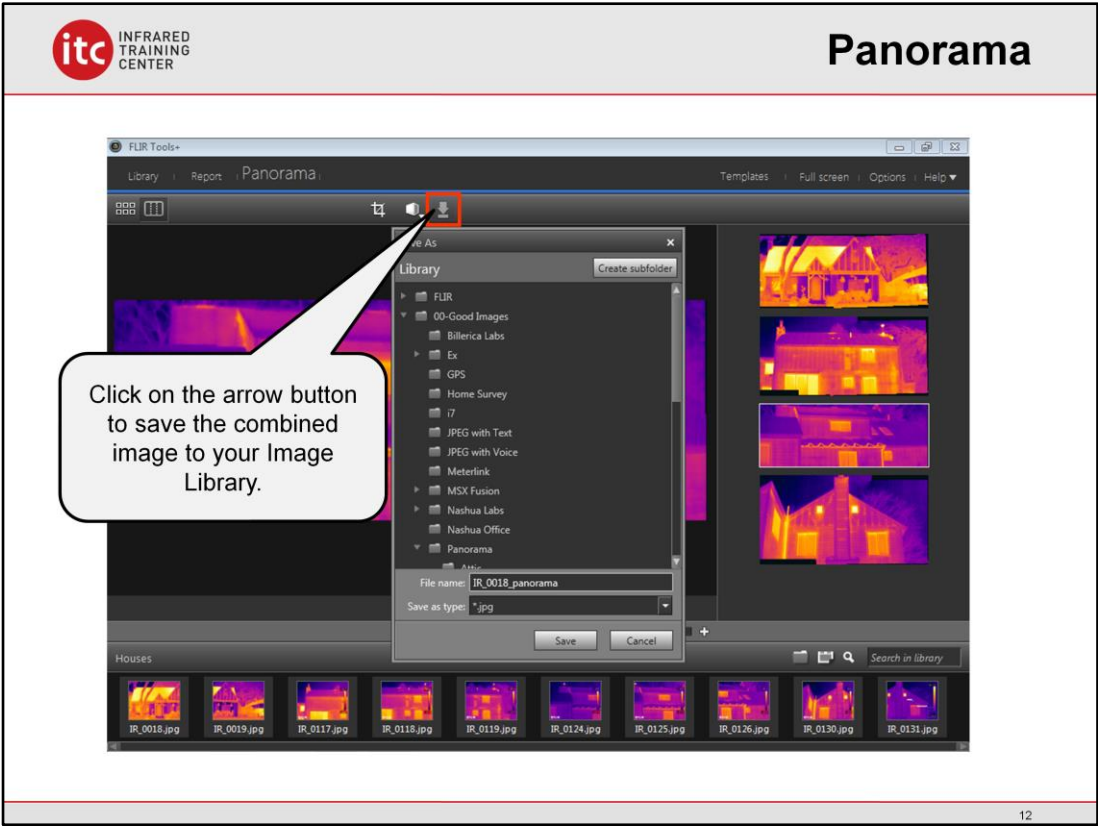 itc
INFRARED
TRAINING
CENTER
Panorama
FLIR Tools+
Library
Report
Panorama
Templates
Full screen
Options
Help
Save As
Library
Create subfolder
FLIR
00-Good Images
Billerica Labs
Ex
GPS
Home Survey
i7
JPEG with Text
JPEG with Voice
Meterlink
MSX Fusion
Nashua Labs
Nashua Office
Panorama
Attic
File name: IR_0018_panorama
Save as type: *.jpg
Save
Cancel
Click on the arrow button
to save the combined
image to your Image
Library.
Houses
Search in library
IR_0018.jpg
IR_0019.jpg
IR_0117.jpg
IR_0118.jpg
IR_0119.jpg
IR_0124.jpg
IR_0125.jpg
IR_0126.jpg
IR_0130.jpg
IR_0131.jpg
12